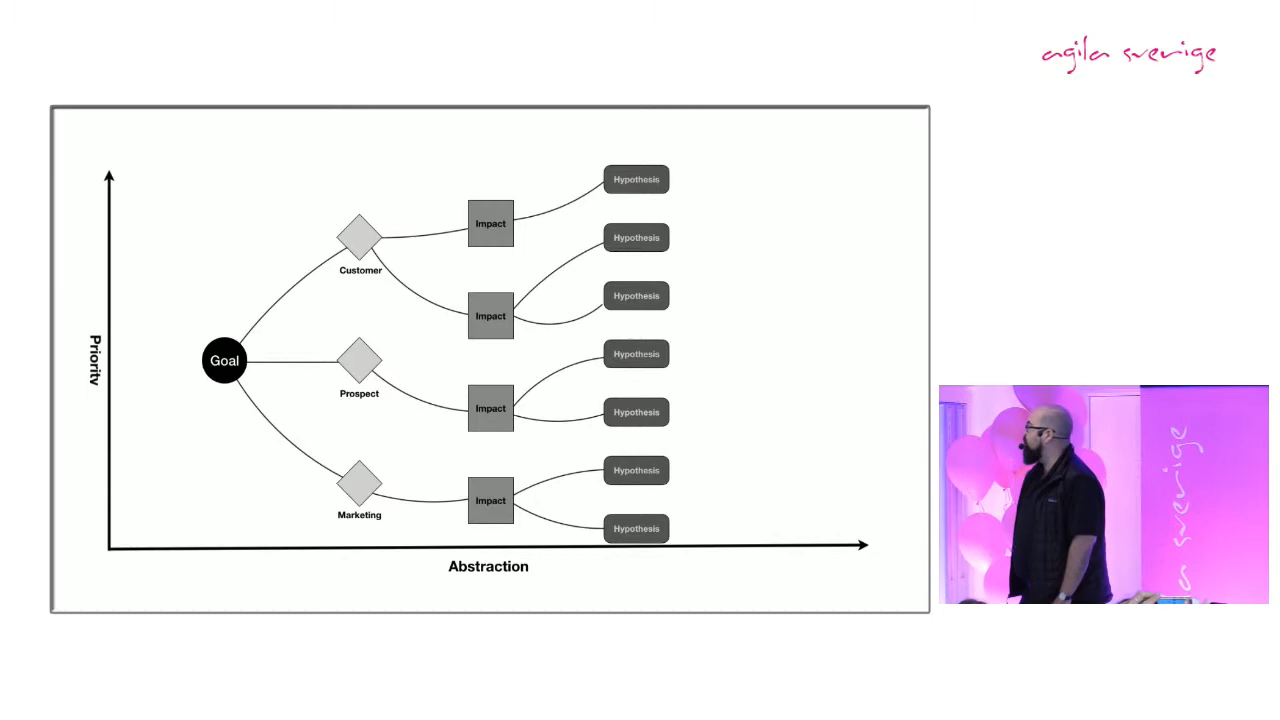 agila sverige
Hypothesis
Impact
Hypothesis
Customer
Hypothesis
Impact
Priority
Goal
Hypothesis
Prospect
Impact
Hypothesis
Hypothesis
Marketing
Impact
Hypothesis
Abstraction
a sverige